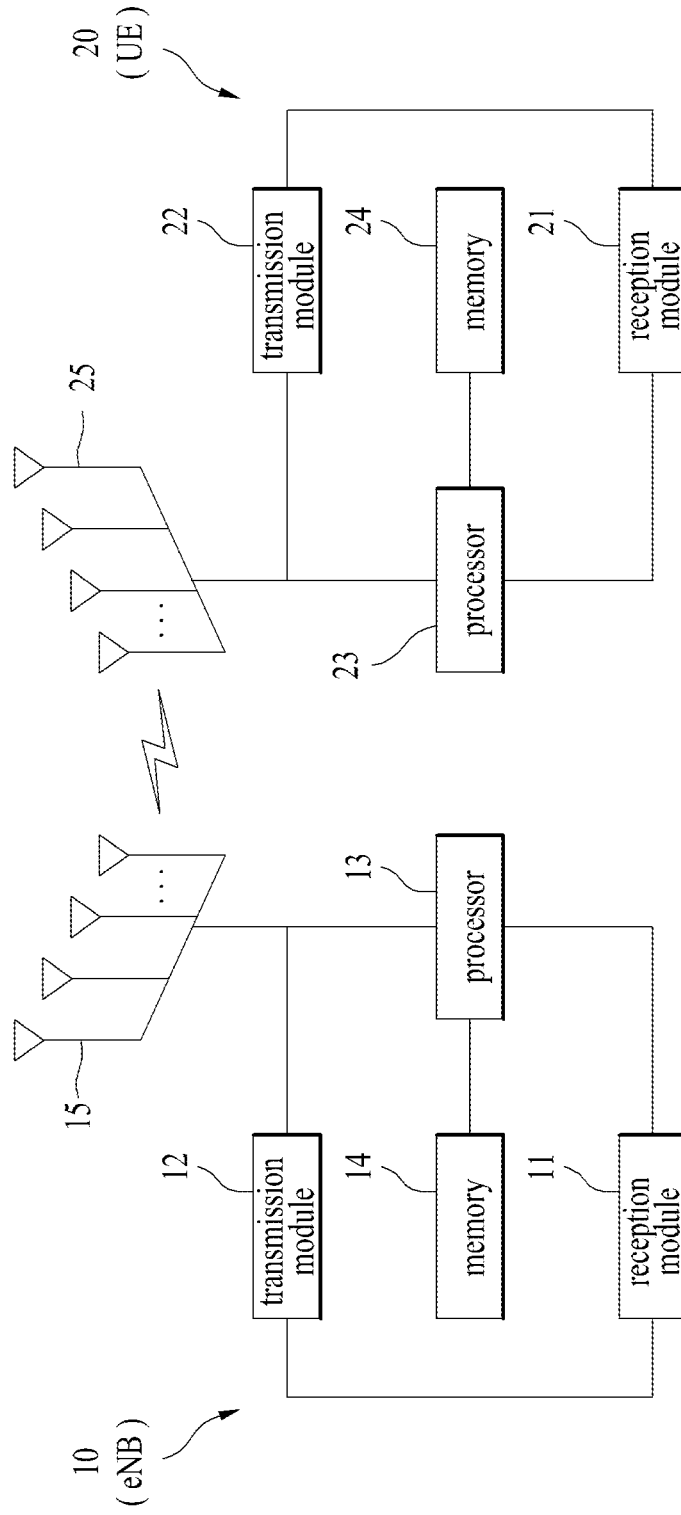 10
( eNB )
15
12
transmission
module
14
memory
13
processor
11
reception
module
. . .
25
20
( UE )
22
transmission
module
24
memory
23
processor
21
reception
module
. . .